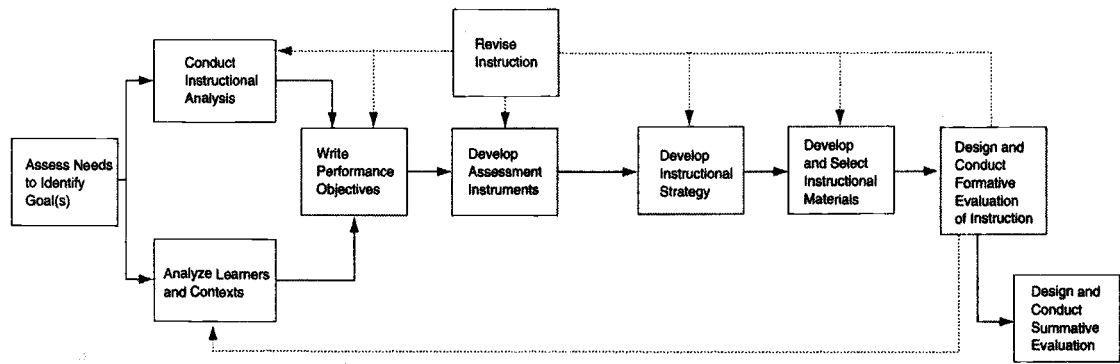 Revise
Instruction
Conduct
Instructional
Analysis
Assess Needs
to Identify
Goal(s)
Write
Performance
Objectives
Develop
Assessment
Instruments
Develop
Instructional
Strategy
Develop
and Select
Instructional
Materials
Design and
Conduct
Formative
Evaluation
of Instruction
Analyze Learners
and Contexts
Design and
Conduct
Summative
Evaluation